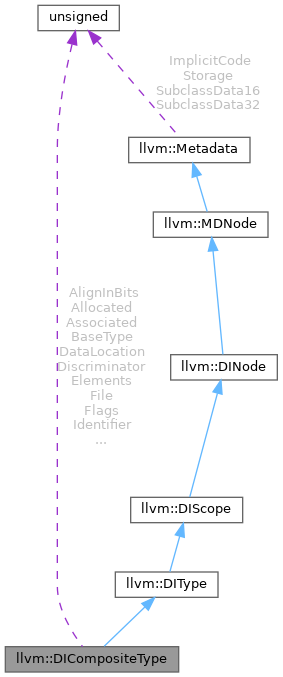 unsigned
ImplicitCode
Storage
SubclassData16
SubclassData32
llvm::Metadata
llvm::MDNode
AlignInBits
Allocated
Associated
BaseType
DataLocation
Discriminator
Elements
File
Flags
Identifier
...
llvm::DINode
llvm::DIScope
llvm::DIType
llvm::DICompositeType